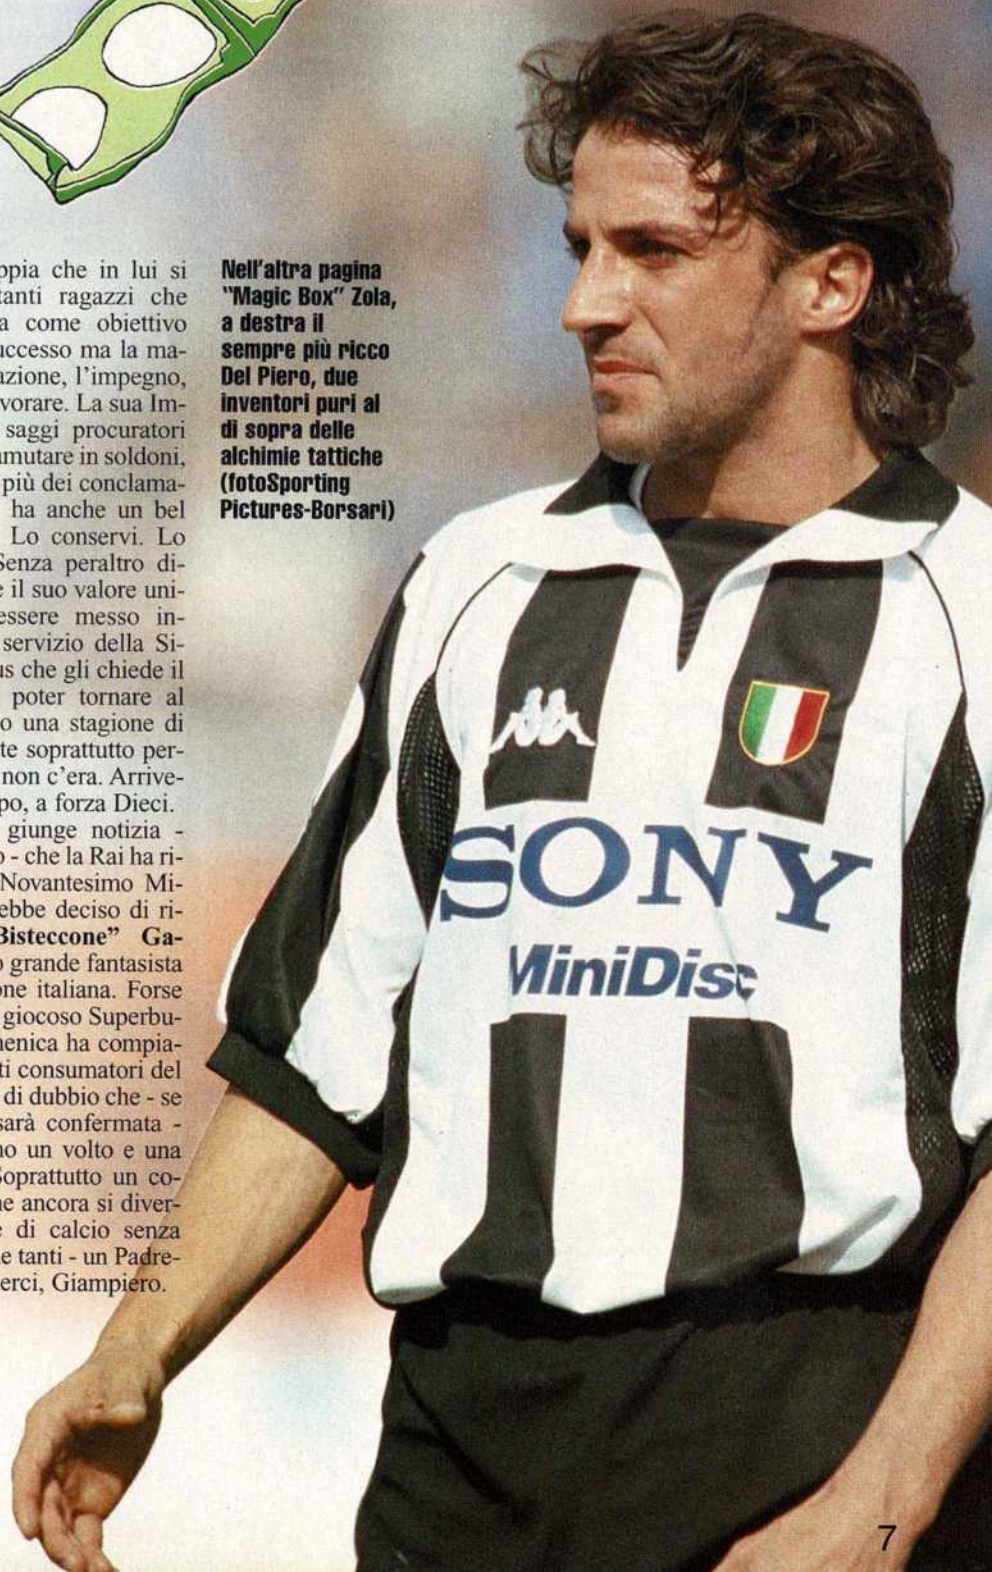 ppia che in lui si
tanti ragazzi che
a come obiettivo
uccesso ma la ma-
azione, l'impegno,
vorare. La sua Im-
saggi procuratori
amutare in soldoni,
più dei conclama-
ha anche un bel
Lo conservi. Lo
Senza peraltro di-
e il suo valore uni-
essere messo in-
servizio della Si-
us che gli chiede il
poter tornare al
o una stagione di
te soprattutto per-
non c'era. Arrive-
po, a forza Dieci.
giunge notizia -
o - che la Rai ha ri-
Novantesimo Mi-
ebbe deciso di ri-
Bisteccone” Ga-
o grande fantasista
one italiana. Forse
giocoso Superbu-
menica ha compia-
ti consumatori del
di dubbio che - se
sarà confermata -
no un volto e una
Soprattutto un co-
he ancora si diver-
e di calcio senza
e tanti - un Padre-
erci, Giampiero.
Nell'altra pagina
"Magic Box" Zola,
a destra il
sempre più ricco
Del Piero, due
inventori puri al
di sopra delle
alchimie tattiche
(fotoSporting
Pictures-Borsari)
SONY
MiniDisc
7